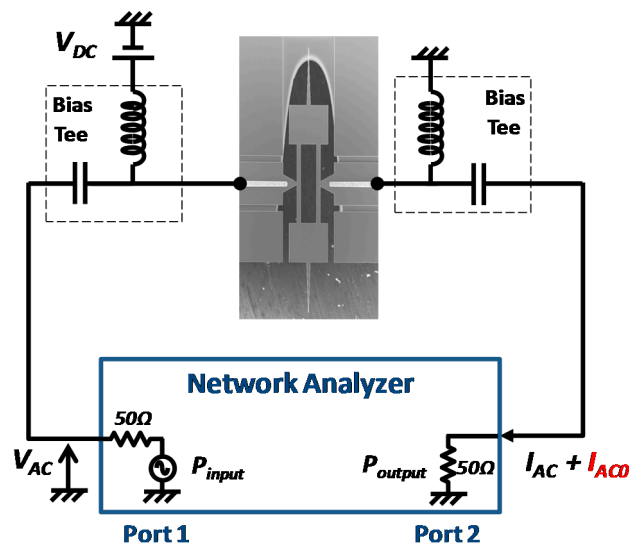 V_DC
Bias
Tee
Bias
Tee
Network Analyzer
50Ω
V_AC
P_input
P_output
50Ω
I_AC + I_AC0
Port 1
Port 2